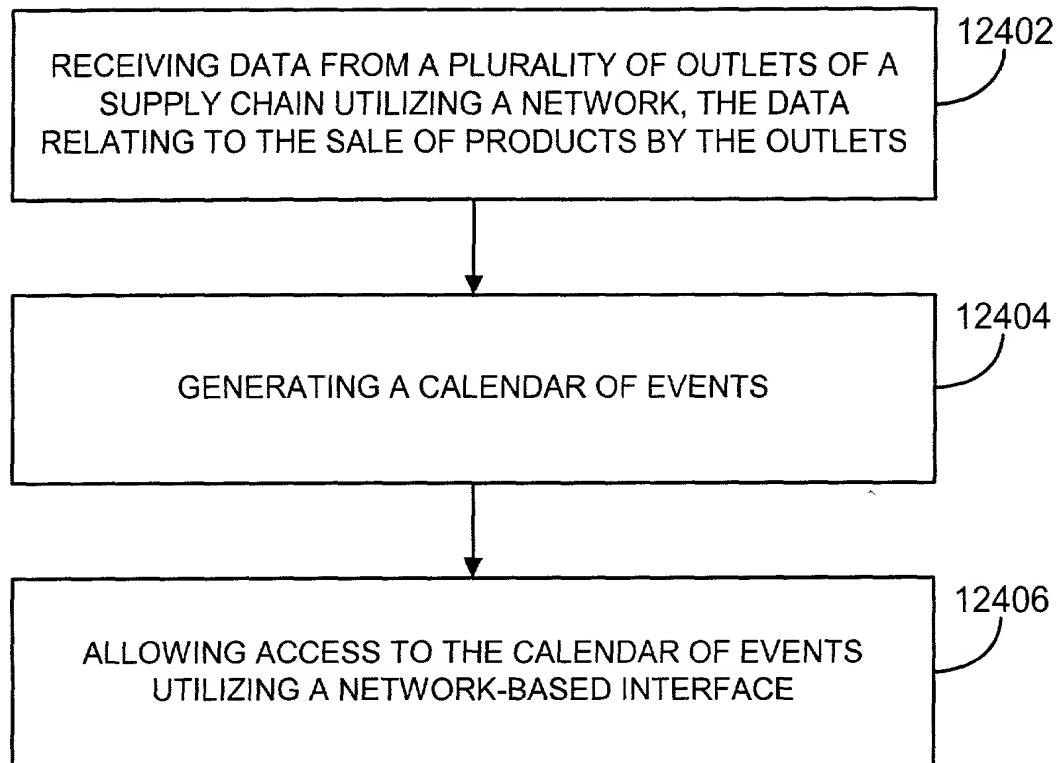 12402
RECEIVING DATA FROM A PLURALITY OF OUTLETS OF A
SUPPLY CHAIN UTILIZING A NETWORK, THE DATA
RELATING TO THE SALE OF PRODUCTS BY THE OUTLETS
12404
GENERATING A CALENDAR OF EVENTS
12406
ALLOWING ACCESS TO THE CALENDAR OF EVENTS
UTILIZING A NETWORK-BASED INTERFACE